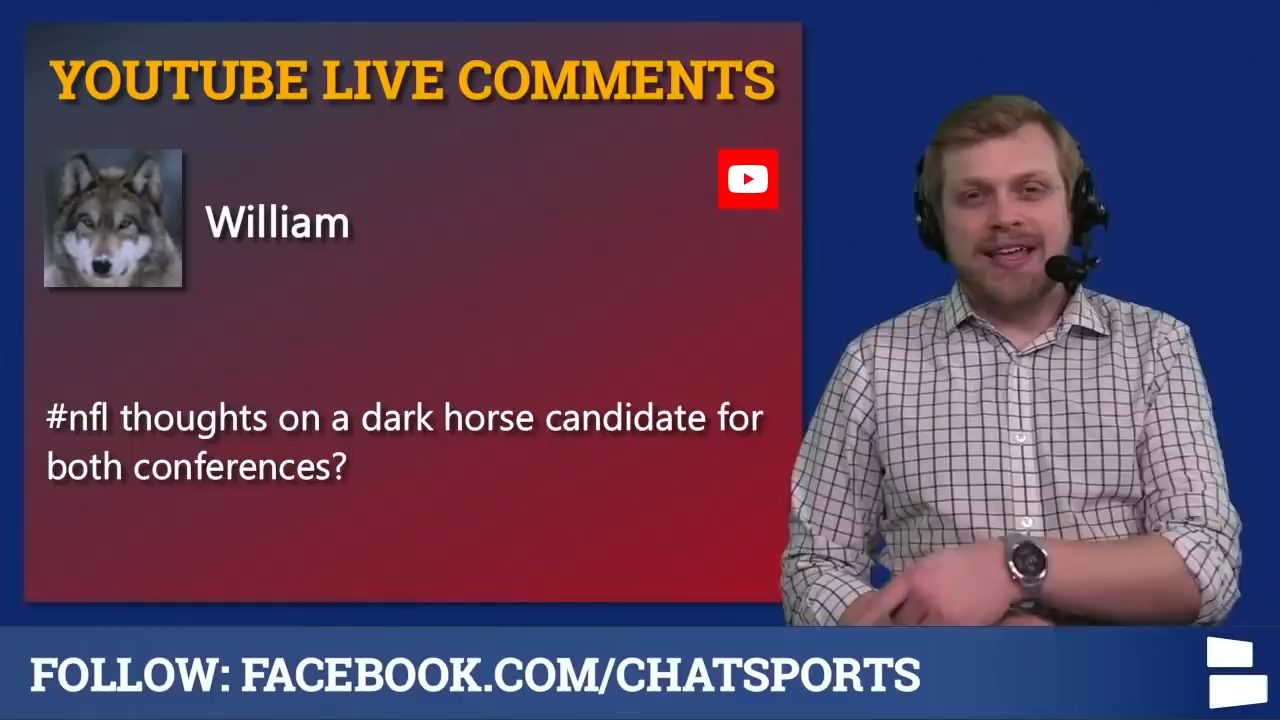 YOUTUBE LIVE COMMENTS
William
#nfl thoughts on a dark horse candidate for
both conferences?
FOLLOW: FACEBOOK.COM/CHATSPORTS